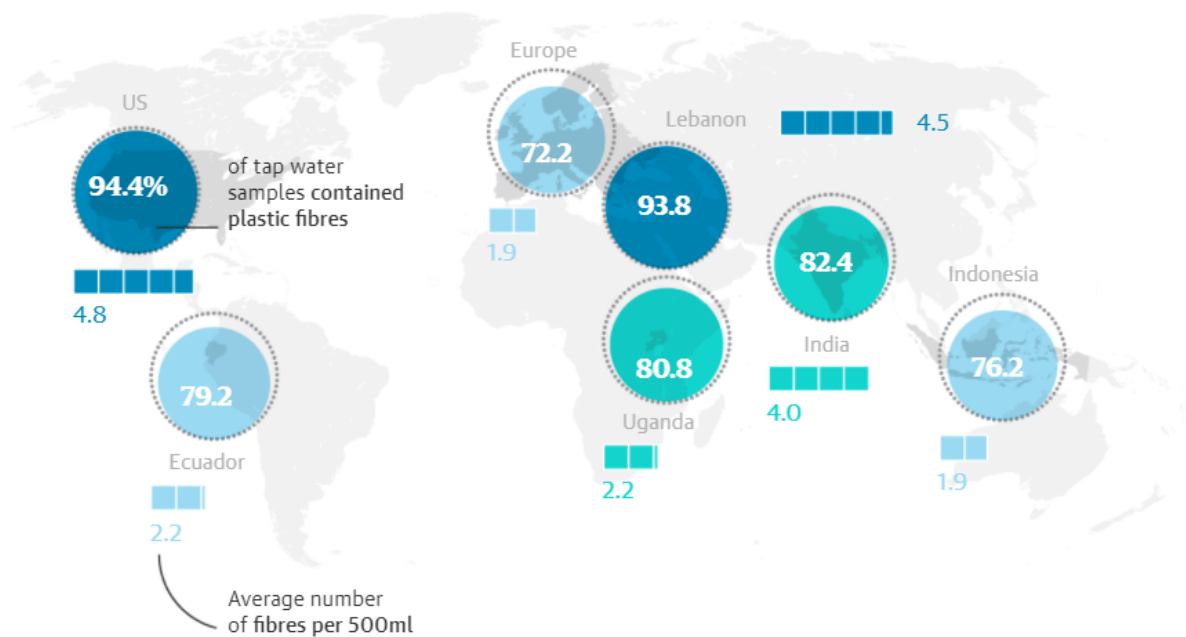 Europe
US
Lebanon
4.5
72.2
94.4%
of tap water
samples contained
plastic fibres
93.8
1.9
82.4
Indonesia
4.8
India
76.2
80.8
79.2
4.0
Uganda
Ecuador
2.2
1.9
2.2
Average number
of fibres per 500ml